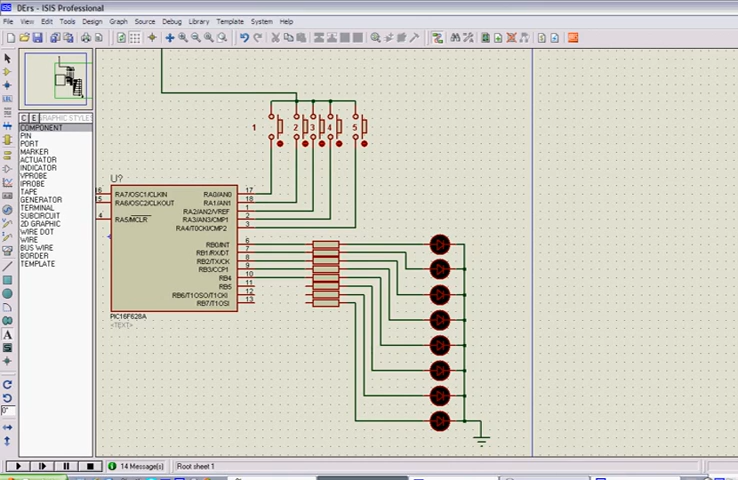 DErs - ISIS Professional
File View Edit Tools Design Graph Source Debug Library Template System Help
C E GRAPHIC STYLES
COMPONENT
PIN
PORT
MARKER
ACTUATOR
INDICATOR
VPROBE
IPROBE
TAPE
GENERATOR
TERMINAL
SUBCIRCUIT
2D GRAPHIC
WIRE DOT
WIRE
BUS WIRE
BORDER
TEMPLATE
1 2 3 4 5
U?
16 RA7/OSC1/CLKIN RA0/AN0 17
15 RA6/OSC2/CLKOUT RA1/AN1 18
RA2/AN2/VREF 1
4 RA5/MCLR RA3/AN3/CMP1 2
RA4/T0CKI/CMP2 3
RB0/INT 6
RB1/RX/DT 7
RB2/TX/CK 8
RB3/CCP1 9
RB4 10
RB5 11
RB6/T1OSO/T1CKI 12
RB7/T1OSI 13
PIC16F628A
<TEXT>
0°
14 Message(s) Root sheet 1